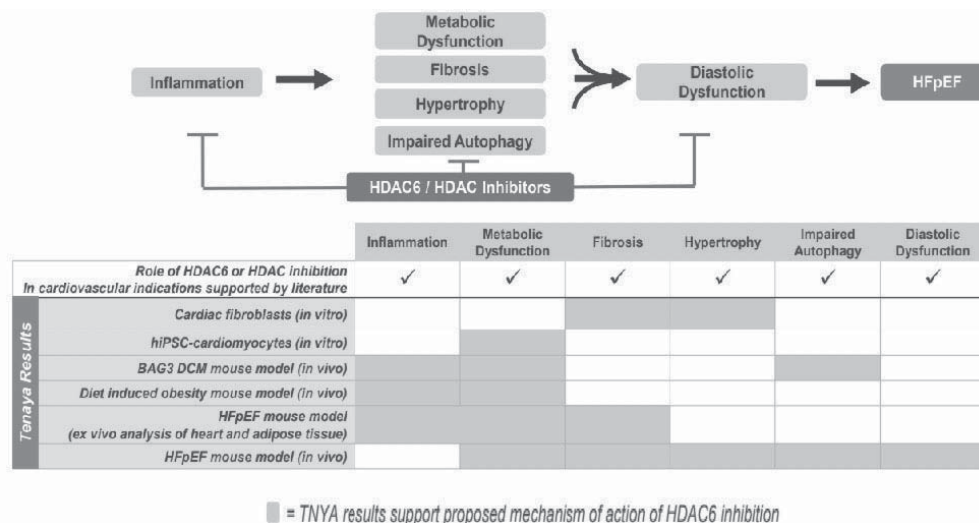 Metabolic
Dysfunction
Inflammation
Fibrosis
Hypertrophy
Impaired Autophagy
Diastolic
Dysfunction
HFpEF
HDAC6 / HDAC Inhibitors
Inflammation
Metabolic
Dysfunction
Fibrosis
Hypertrophy
Impaired
Autophagy
Diastolic
Dysfunction
Role of HDAC6 or HDAC inhibition
In cardiovascular indications supported by literature
✓ ✓ ✓ ✓ ✓ ✓
Tenaya Results
Cardiac fibroblasts (in vitro)
hiPSC-cardiomyocytes (in vitro)
BAG3 DCM mouse model (in vivo)
Diet induced obesity mouse model (in vivo)
HFpEF mouse model
(ex vivo analysis of heart and adipose tissue)
HFpEF mouse model (in vivo)
= TNYA results support proposed mechanism of action of HDAC6 inhibition